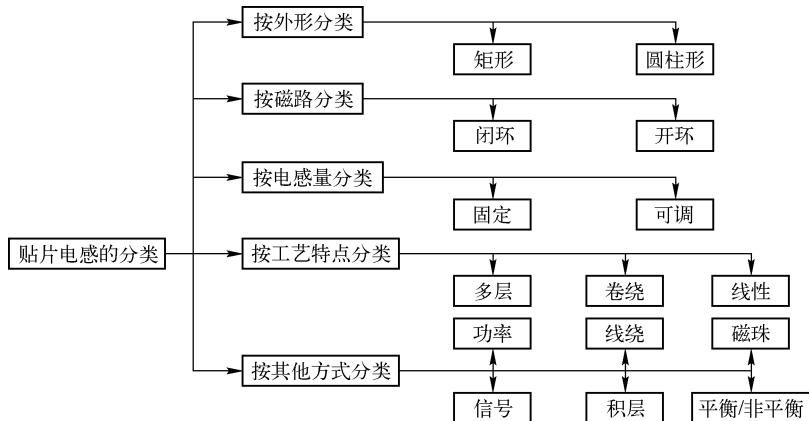 按外形分类
矩形
圆柱形
按磁路分类
闭环
开环
按电感量分类
固定
可调
贴片电感的分类
按工艺特点分类
多层
卷绕
线性
功率
线绕
磁珠
按其他方式分类
信号
积层
平衡/非平衡